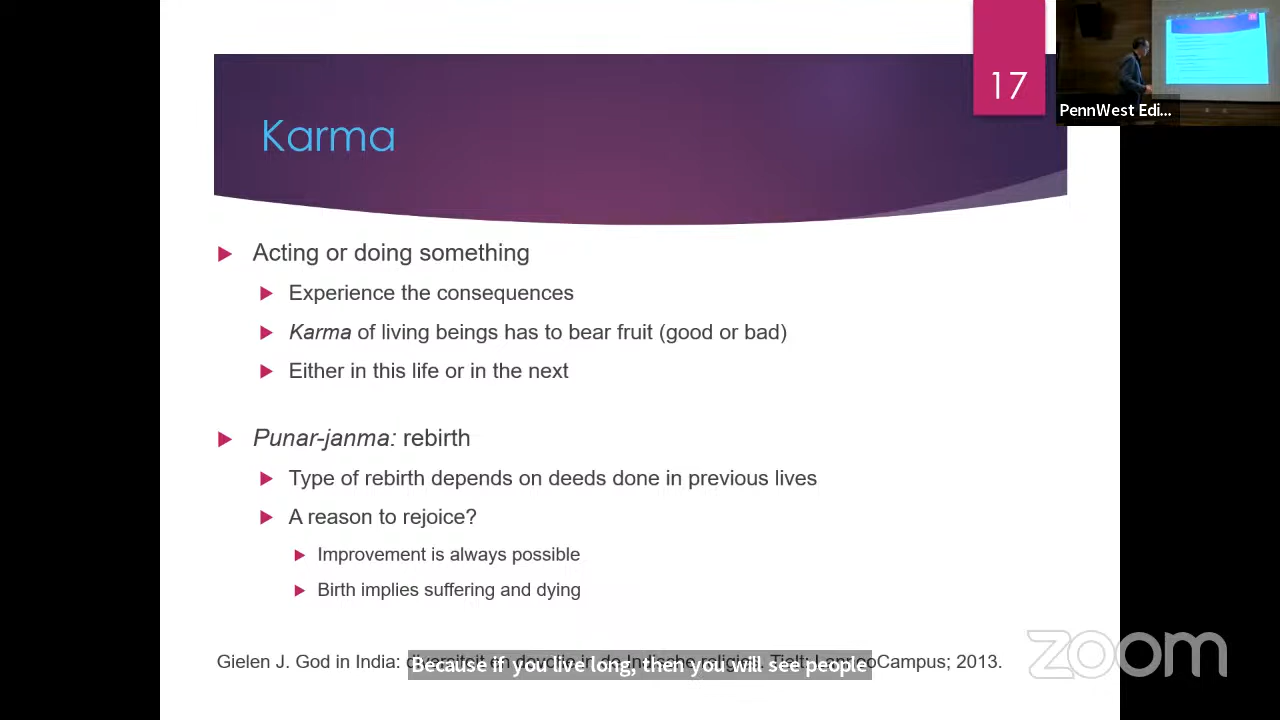 17
PennWest Edi...
Karma
Acting or doing something
Experience the consequences
Karma of living beings has to bear fruit (good or bad)
Either in this life or in the next
Punar-janma: rebirth
Type of rebirth depends on deeds done in previous lives
A reason to rejoice?
Improvement is always possible
Birth implies suffering and dying
Gielen J. God in India: Campus; 2013.
Because if you live long, then you will see people
zoom